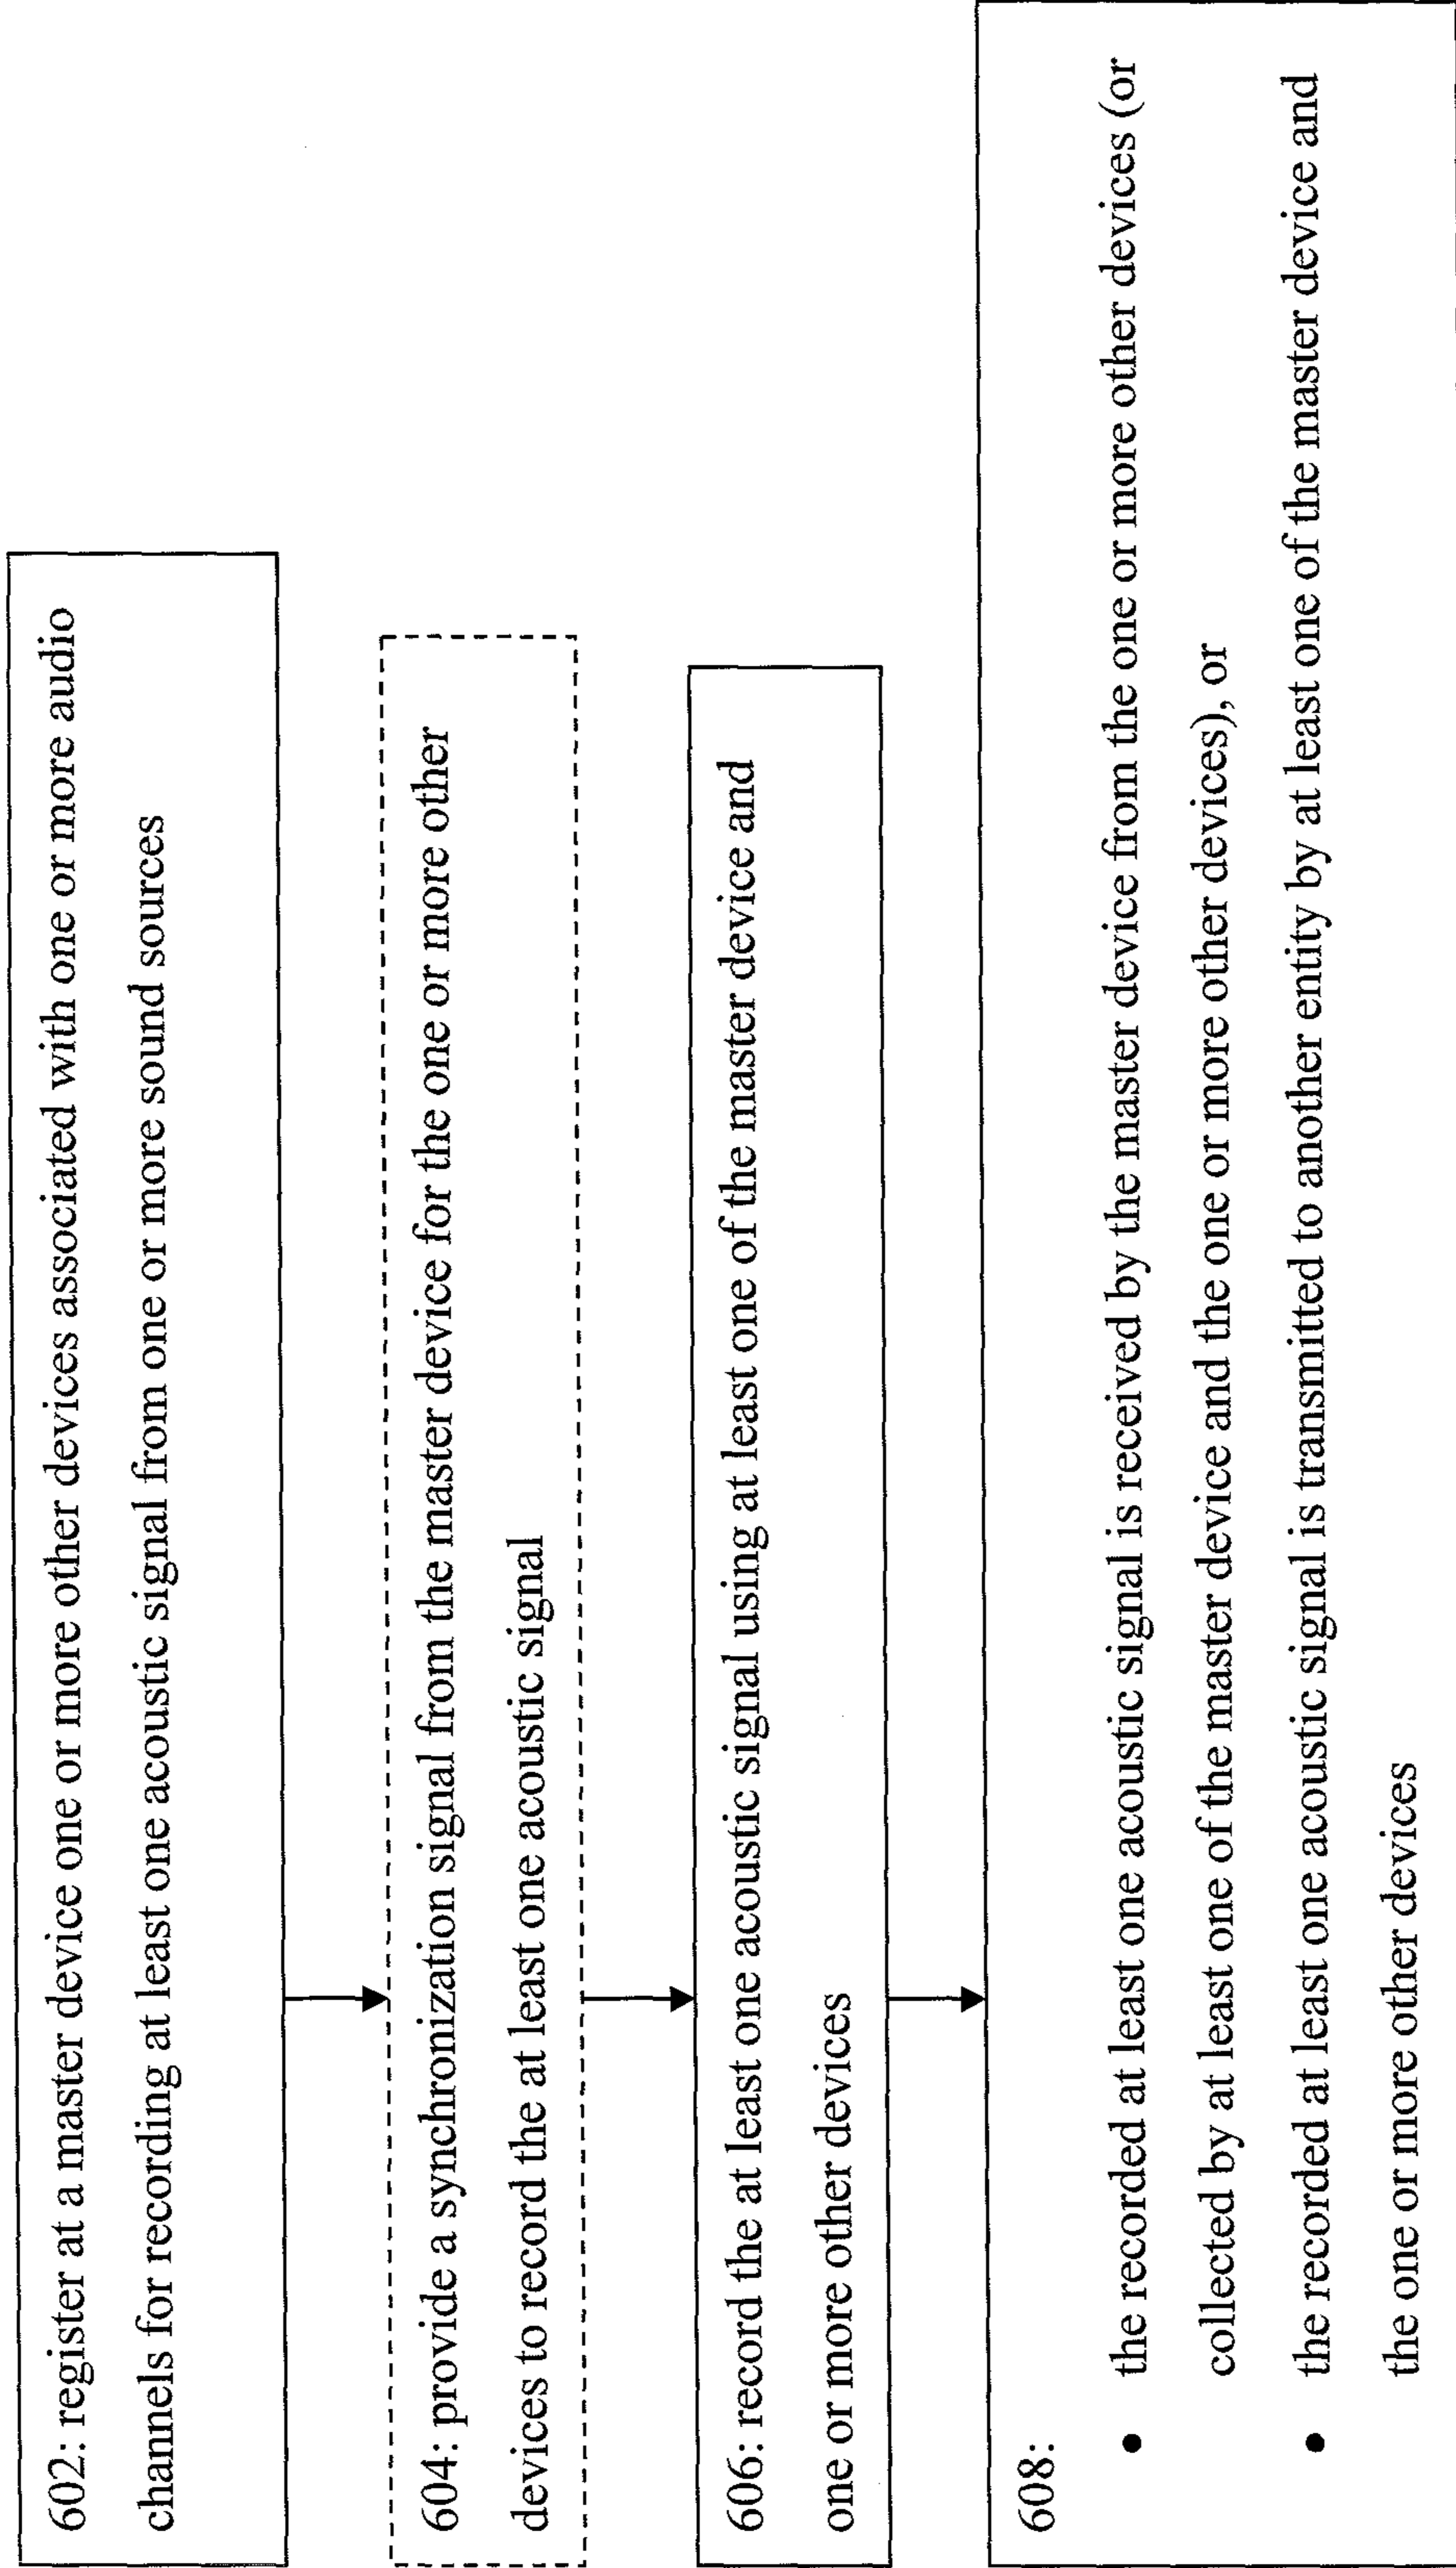 602: register at a master device one or more other devices associated with one or more audio
channels for recording at least one acoustic signal from one or more sound sources
604: provide a synchronization signal from the master device for the one or more other
devices to record the at least one acoustic signal
606: record the at least one acoustic signal using at least one of the master device and
one or more other devices
608:
• the recorded at least one acoustic signal is received by the master device from the one or more other devices (or
collected by at least one of the master device and the one or more other devices), or
• the recorded at least one acoustic signal is transmitted to another entity by at least one of the master device and
the one or more other devices